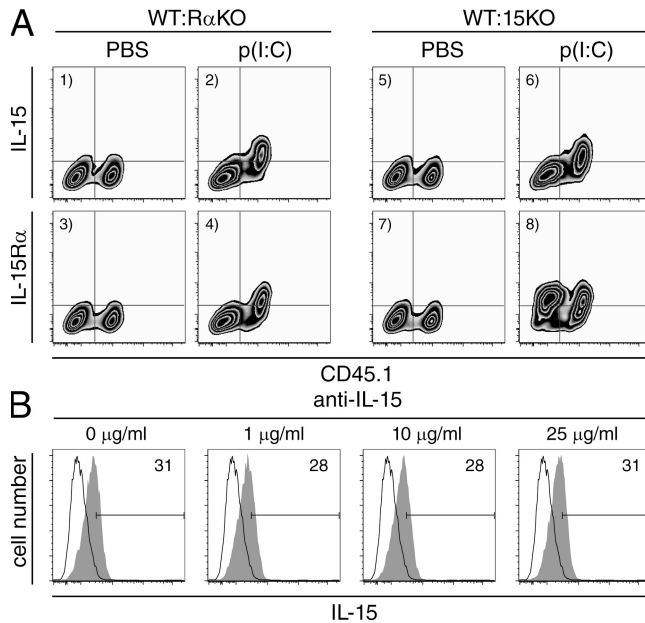 A
WT:RαKO WT:15KO
PBS p(I:C) PBS p(I:C)
IL-15
1) 2) 5) 6)
IL-15Rα
3) 4) 7) 8)
CD45.1
B
anti-IL-15
0 μg/ml 1 μg/ml 10 μg/ml 25 μg/ml
cell number
31 28 28 31
IL-15